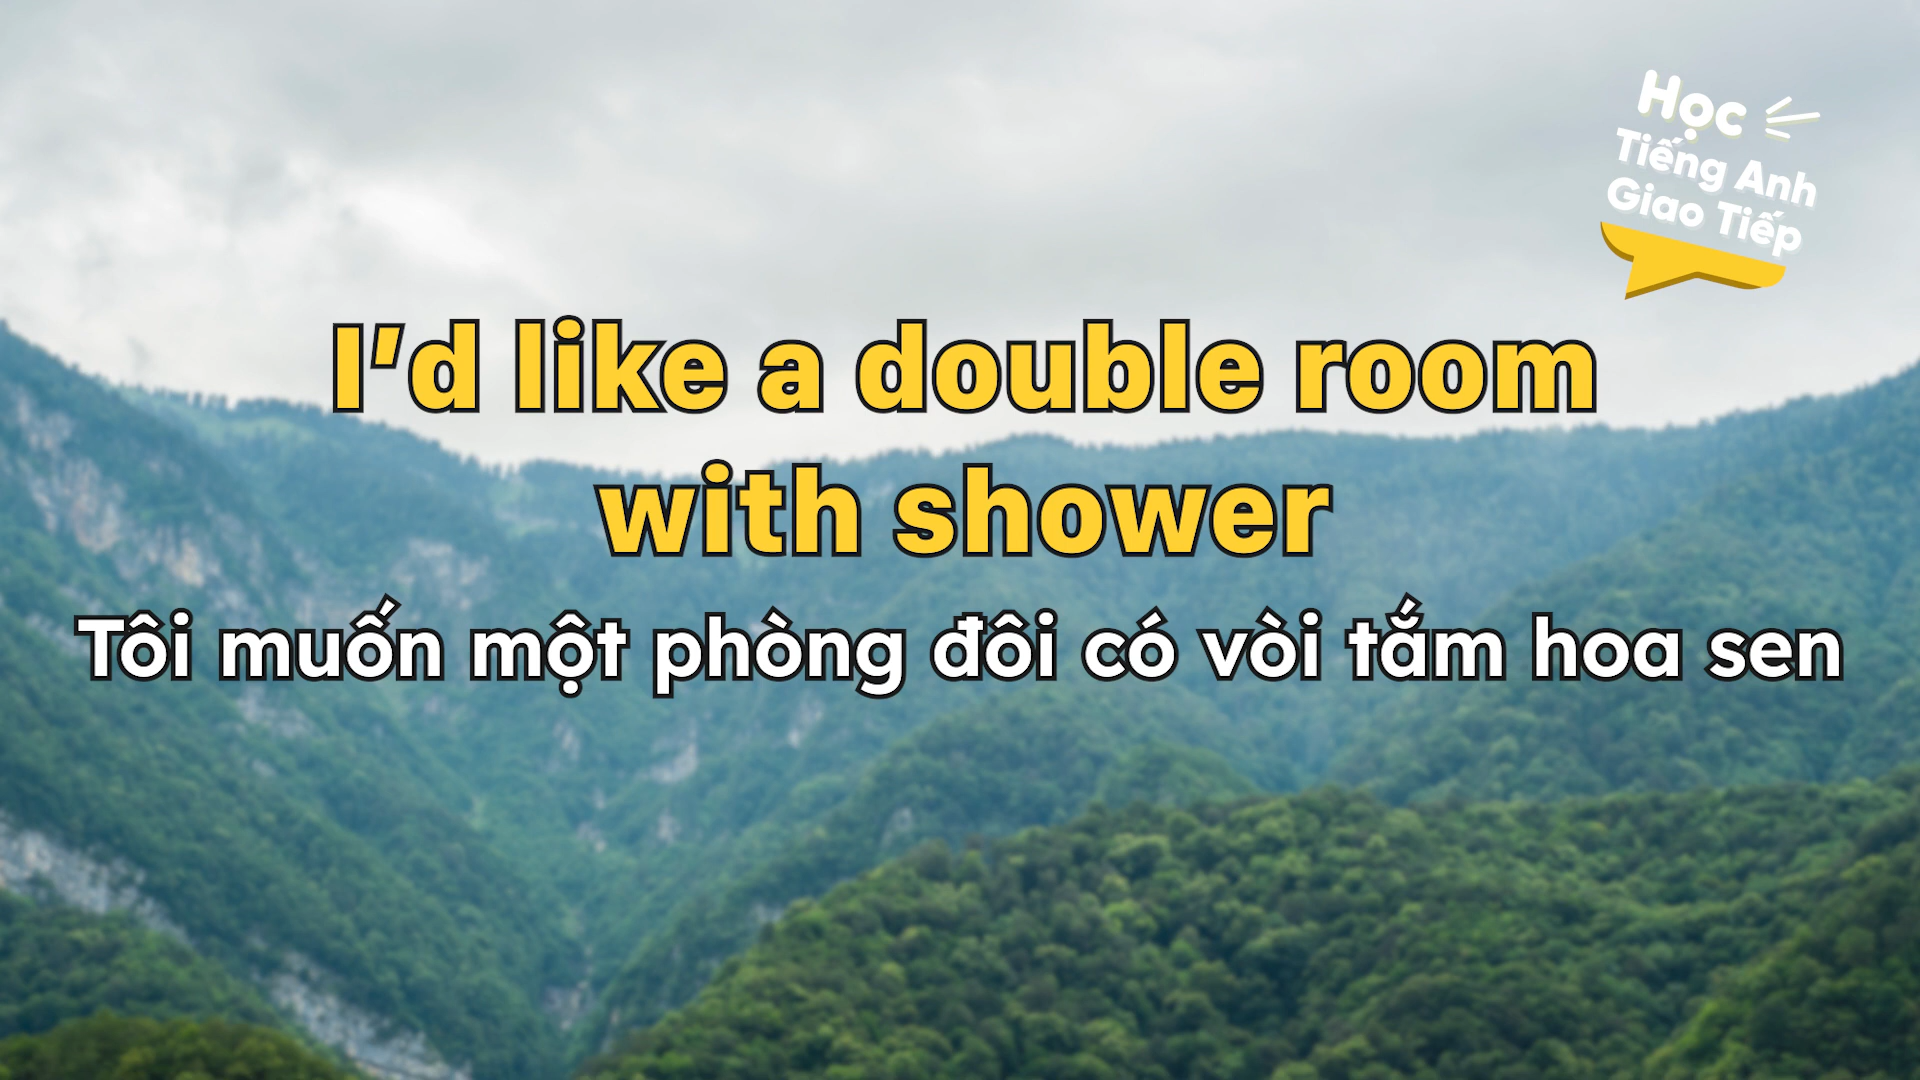 Học
Tiếng Anh
Giao Tiếp
I’d like a double room
with shower
Tôi muốn một phòng đôi có vòi tắm hoa sen